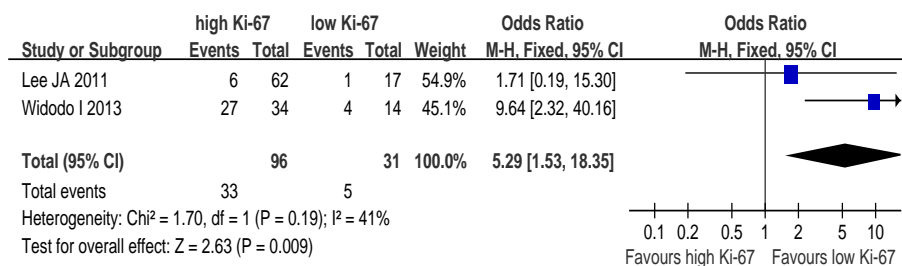 high Ki-67 low Ki-67 Odds Ratio Odds Ratio
Study or Subgroup Events Total Events Total Weight M-H, Fixed, 95% CI M-H, Fixed, 95% CI
Lee JA 2011 6 62 1 17 54.9% 1.71 [0.19, 15.30]
Widodo I 2013 27 34 4 14 45.1% 9.64 [2.32, 40.16]
Total (95% CI) 96 31 100.0% 5.29 [1.53, 18.35]
Total events 33 5
Heterogeneity: Chi² = 1.70, df = 1 (P = 0.19); I² = 41%
Test for overall effect: Z = 2.63 (P = 0.009)
0.1 0.2 0.5 1 2 5 10
Favours high Ki-67 Favours low Ki-67